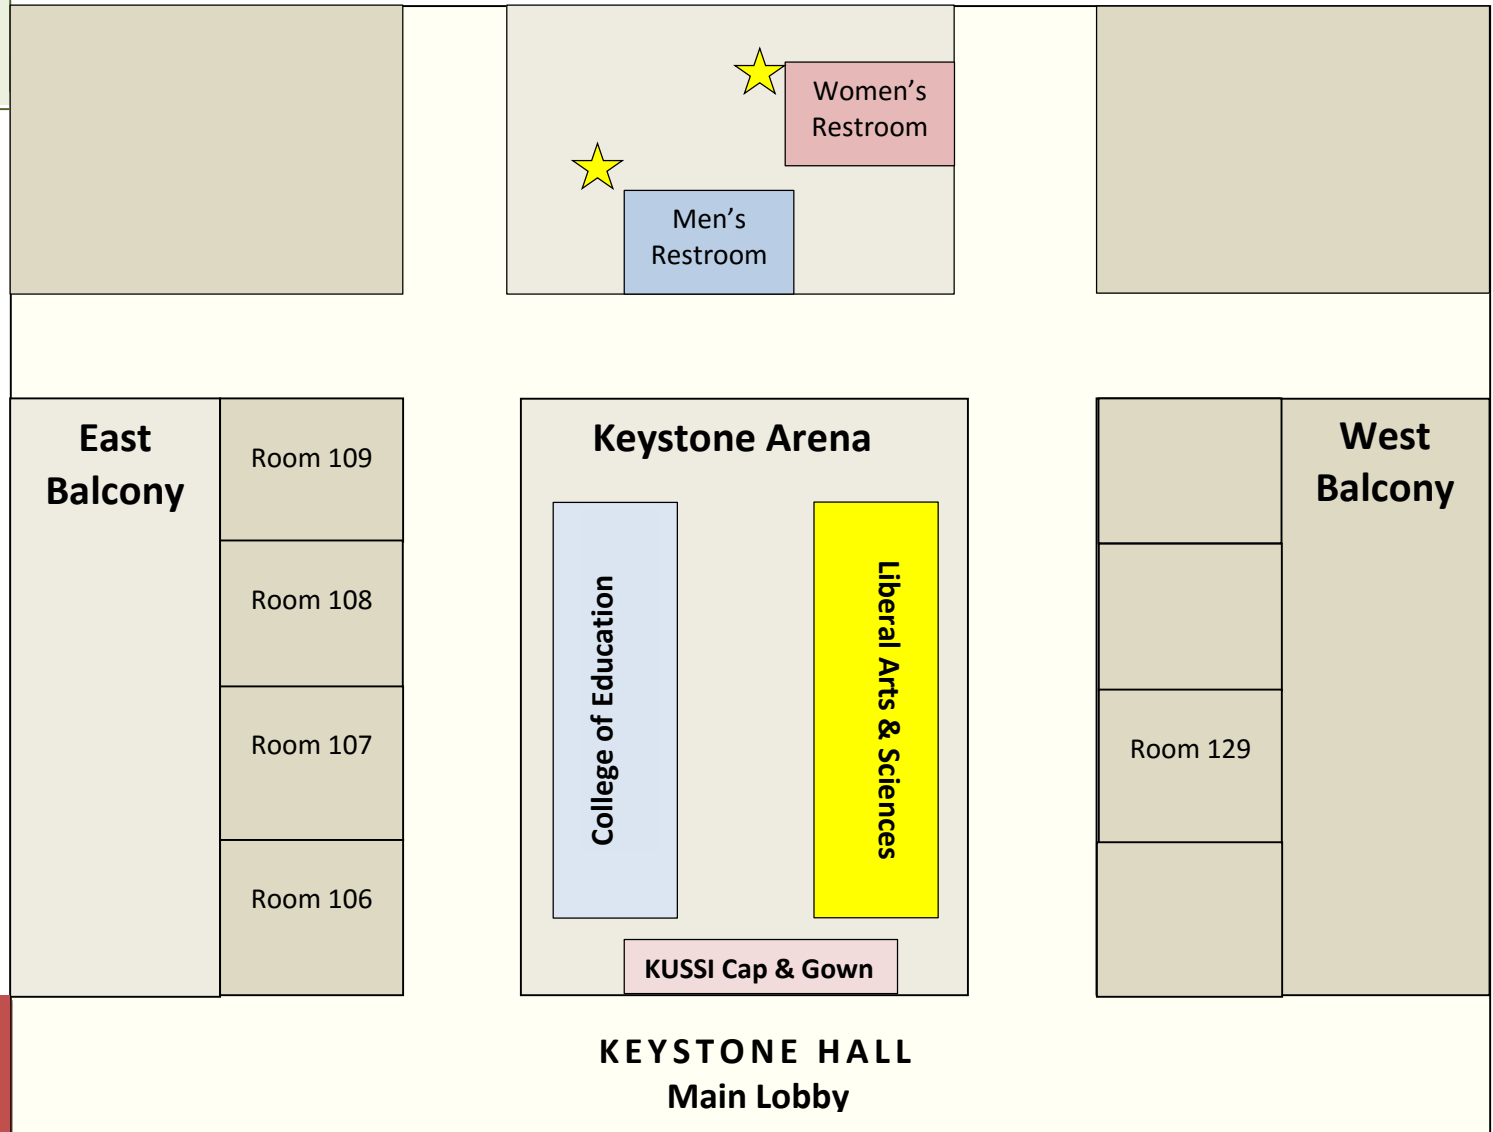 Women’s
Restroom
Men’s
Restroom
East
Balcony
Room 109
Room 108
Room 107
Room 106
Keystone Arena
College of Education
Liberal Arts & Sciences
KUSSI Cap & Gown
West
Balcony
Room 129
KEYSTONE HALL
Main Lobby